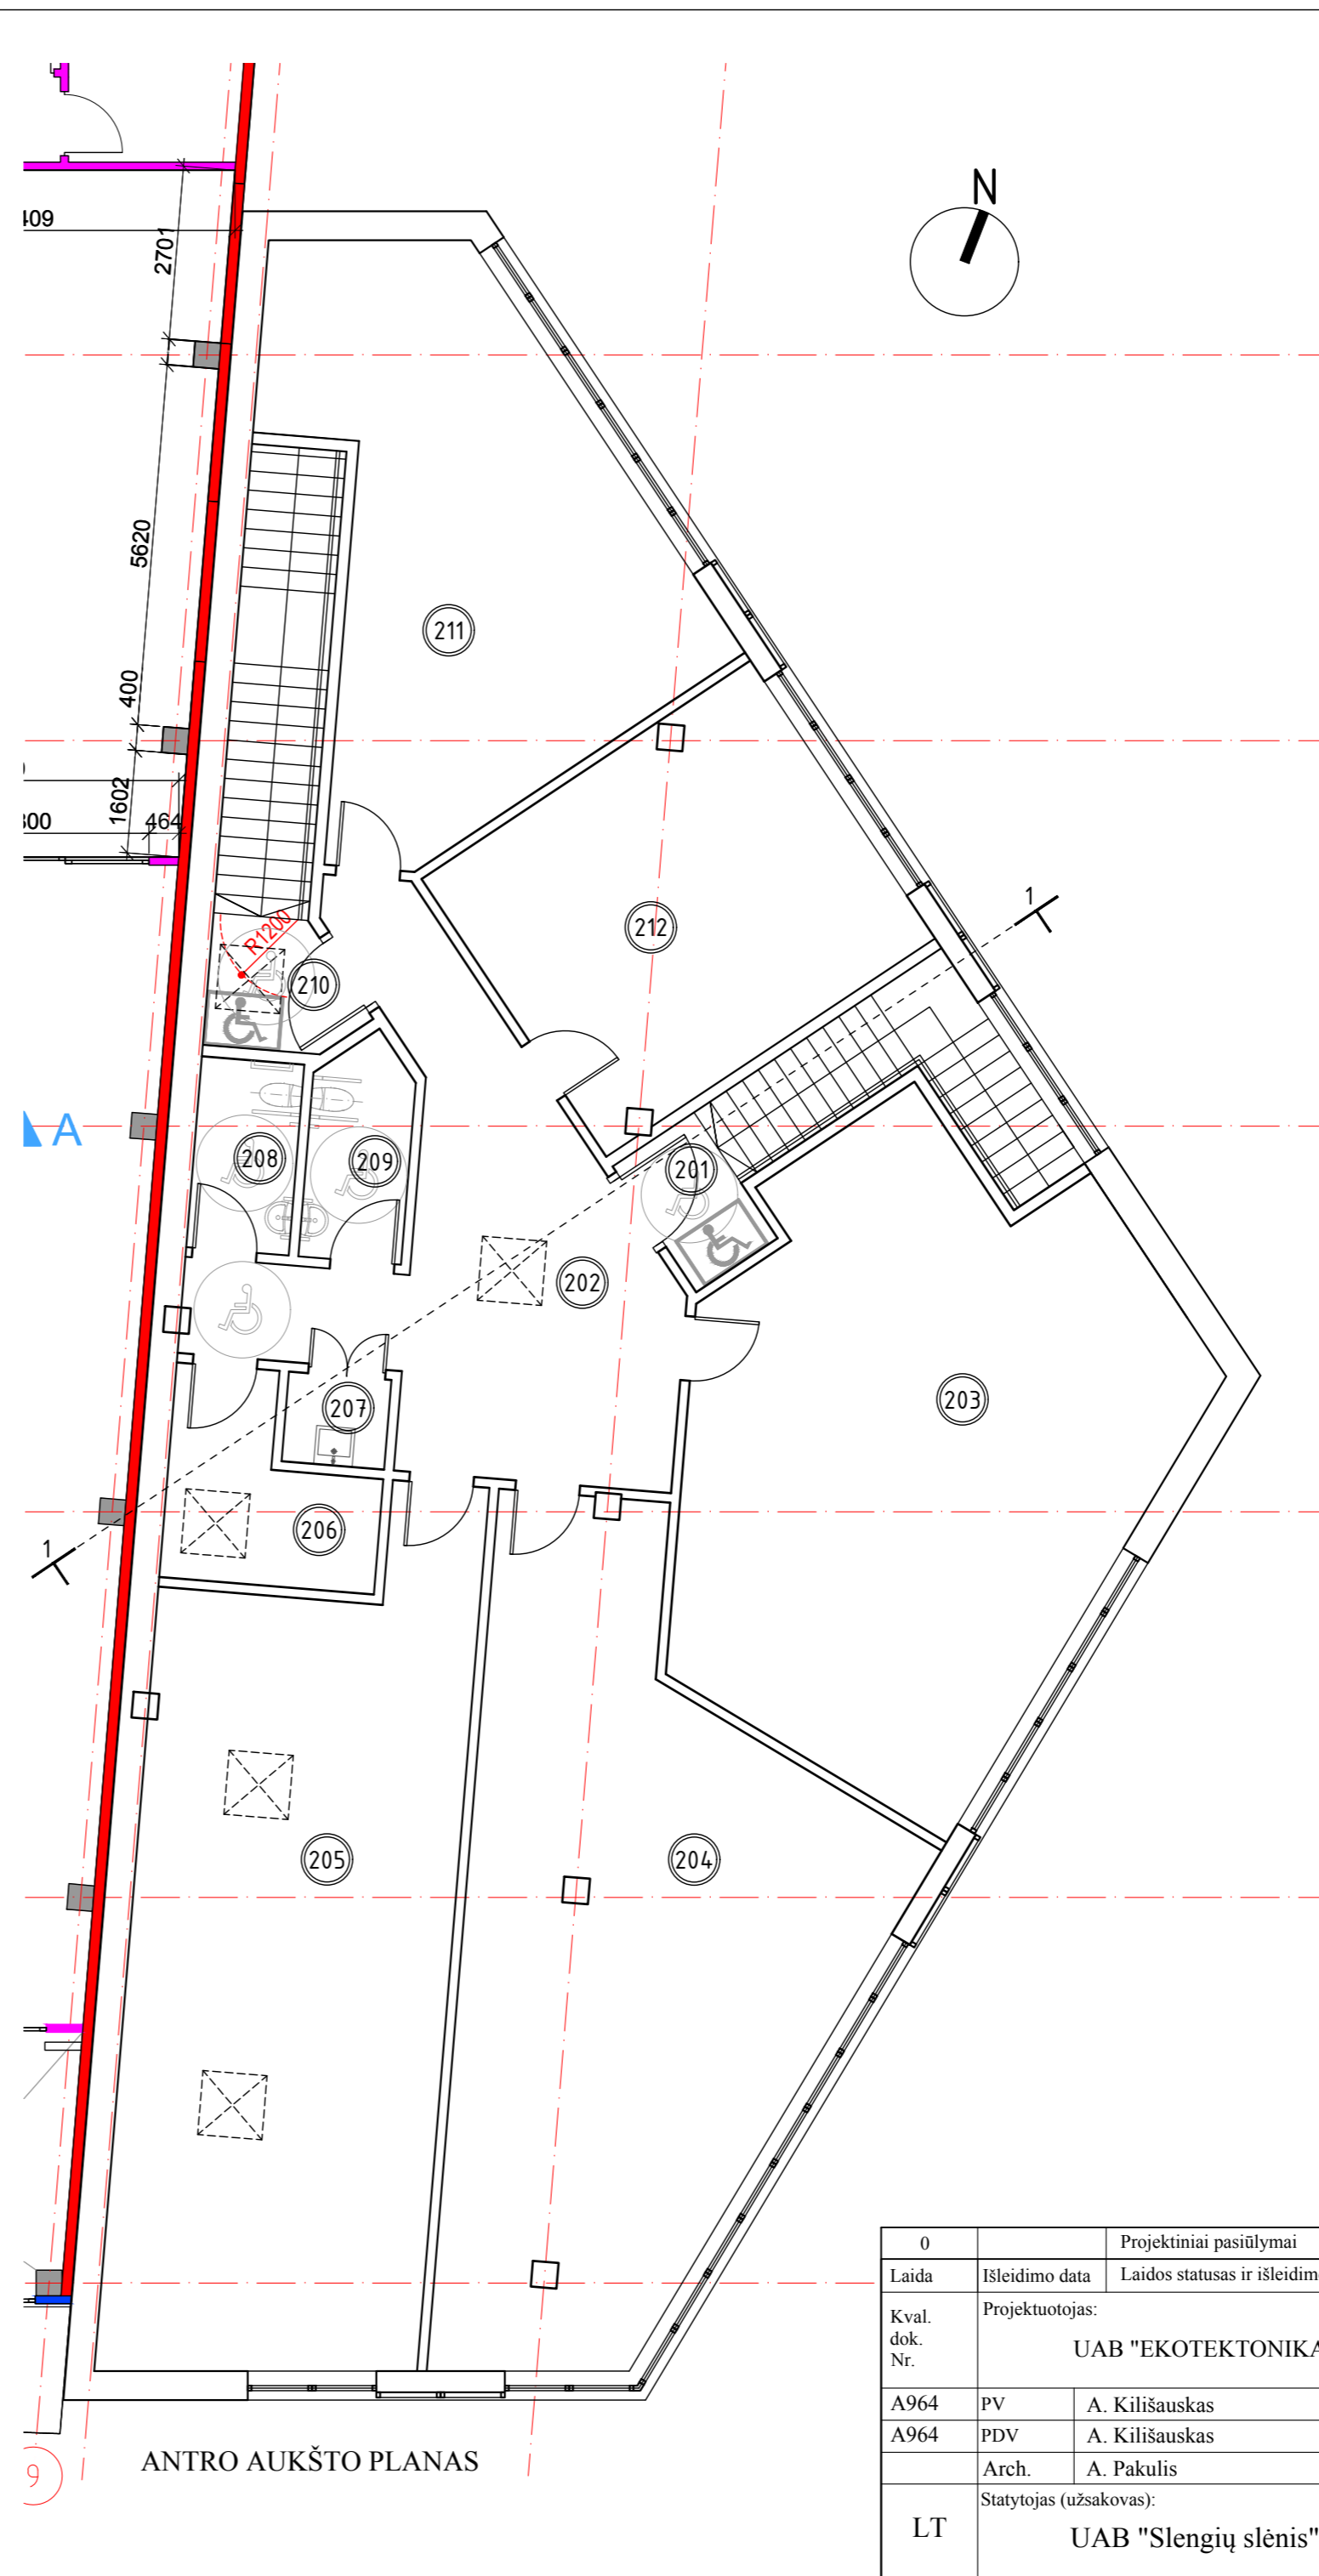 N
409
2701
5620
400
1602
464
211
212
1
R1200
210
A
208
209
201
202
203
207
206
1
205
204
9
ANTRO AUKŠTO PLANAS
0 Projektiniai pasiūlymai
Laida Išleidimo data Laidos statusas ir
Kval. dok. Nr.
Projektuotojas:
UAB "EKOTEKTONIKA
A964 PV A. Kilišauskas
A964 PDV A. Kilišauskas
Arch. A. Pakulis
LT
Statytojas (užsakovas):
UAB "Slengių slėnis"